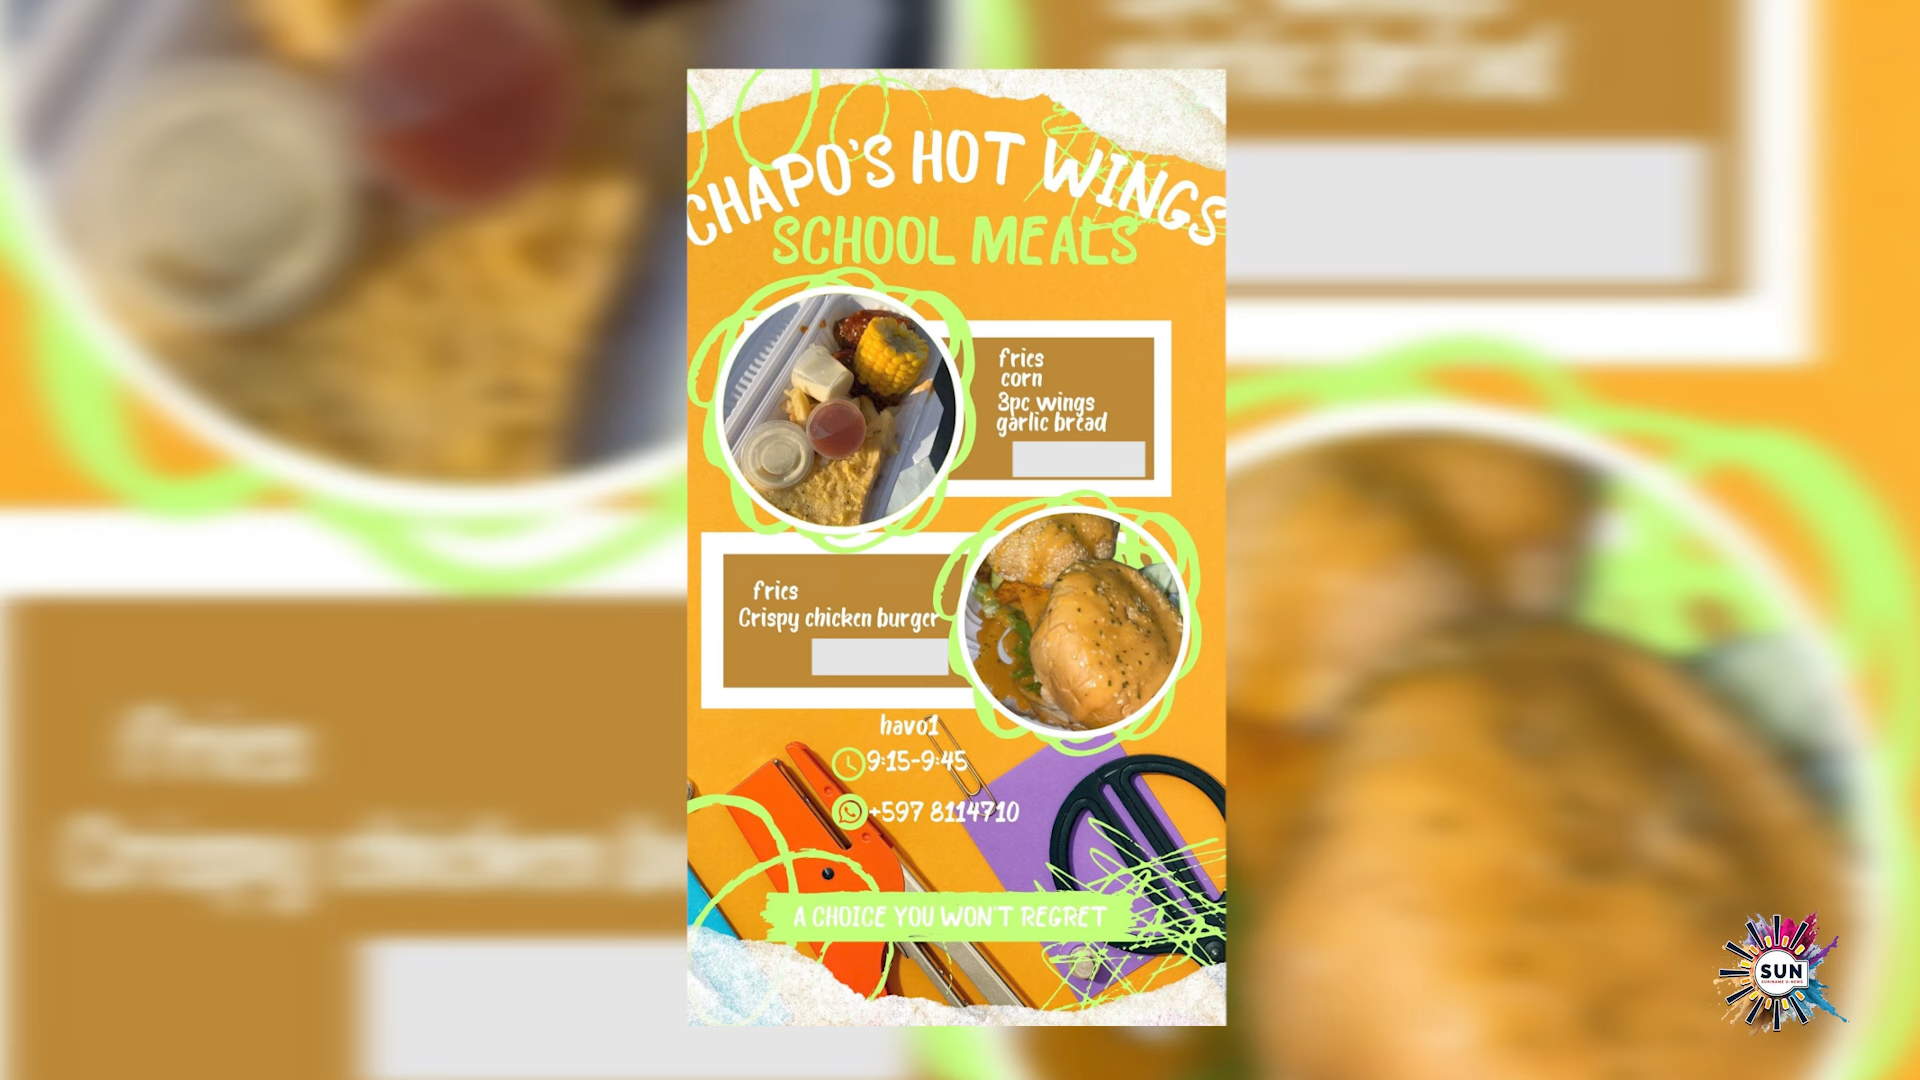 CHAPO'S HOT WINGS
SCHOOL MEALS
fries
corn
3pc wings
garlic bread
fries
Crispy chicken burger
havo1
9:15-9:45
+597 8114710
A CHOICE YOU WON'T REGRET
SUN